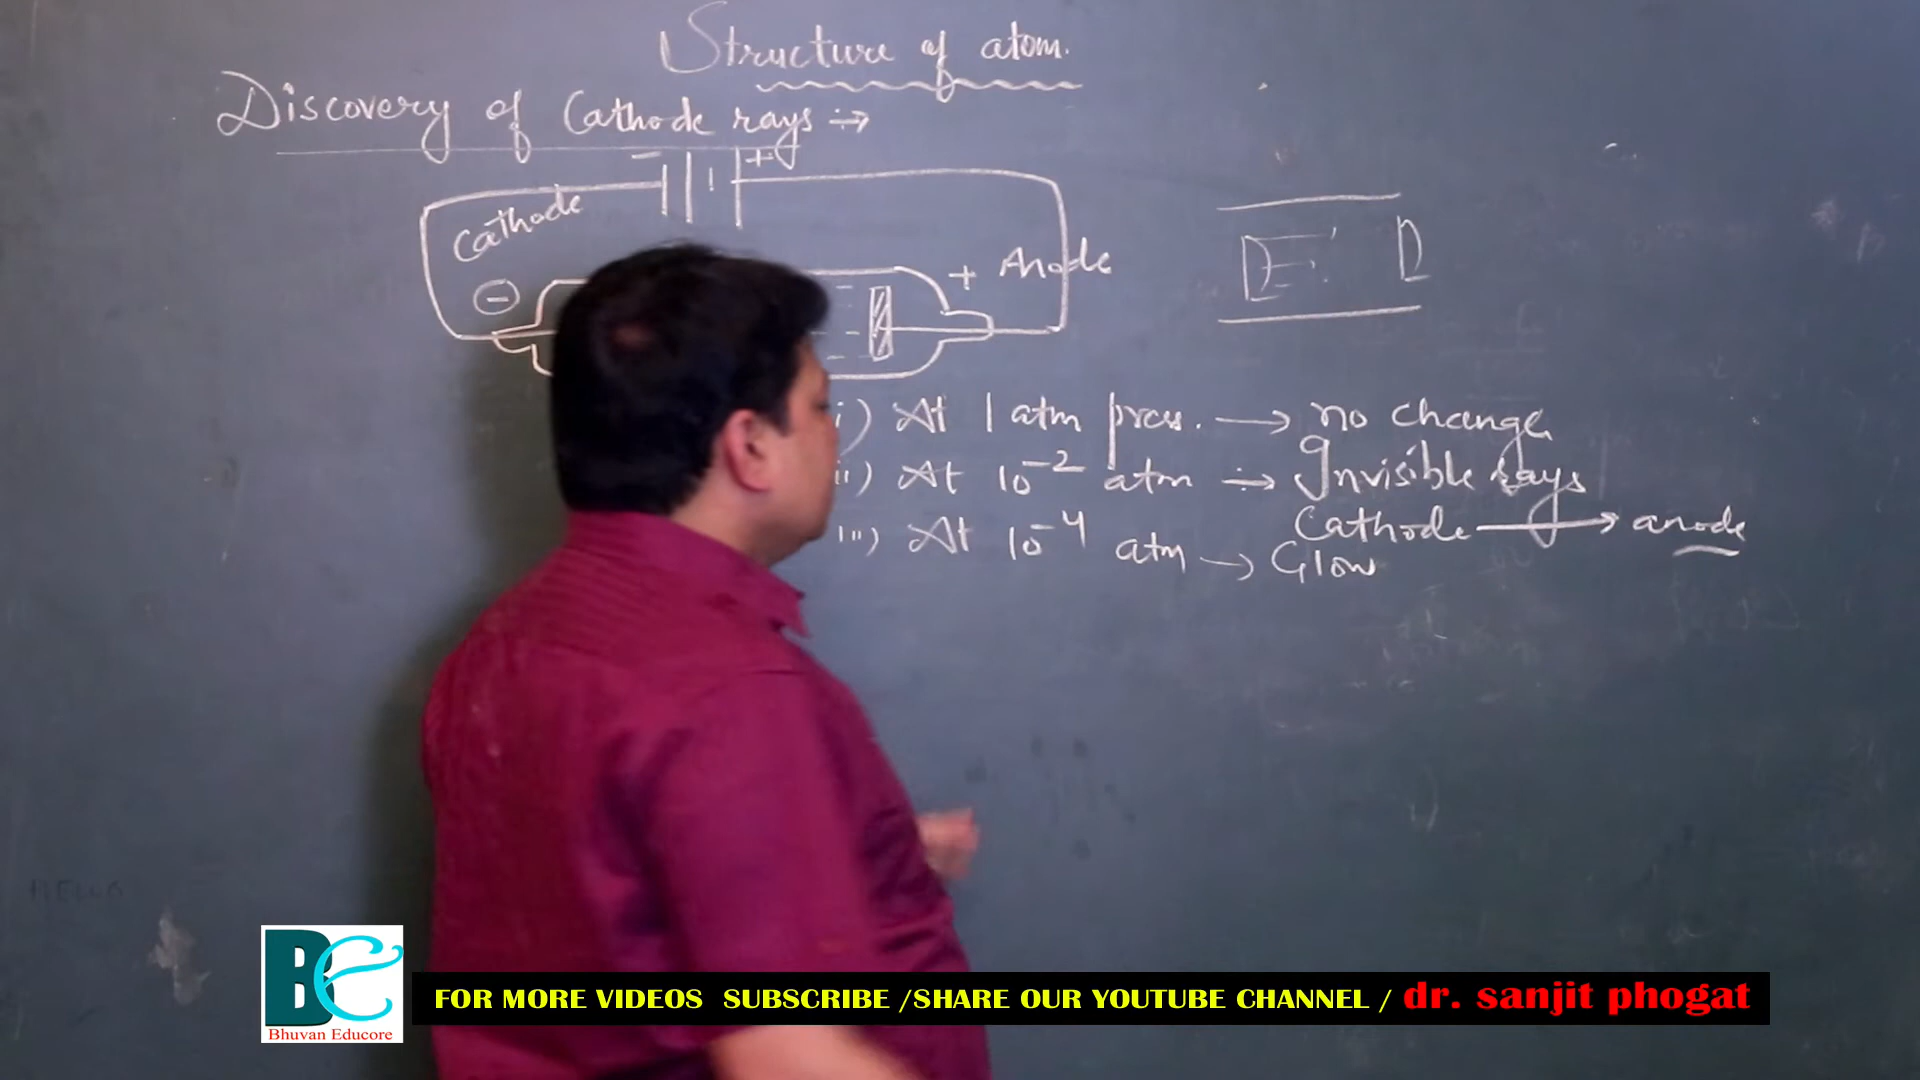 Structure of atom.
Discovery of Cathode rays ÷→
− +
Cathode
−
+ Anode
i) At 1 atm press. → no change
ii) At 10⁻² atm ÷→ Invisible rays
Cathode → anode
iii) At 10⁻⁴ atm → Glow
BC
Bhuvan Educore
FOR MORE VIDEOS SUBSCRIBE /SHARE OUR YOUTUBE CHANNEL / dr. sanjit phogat